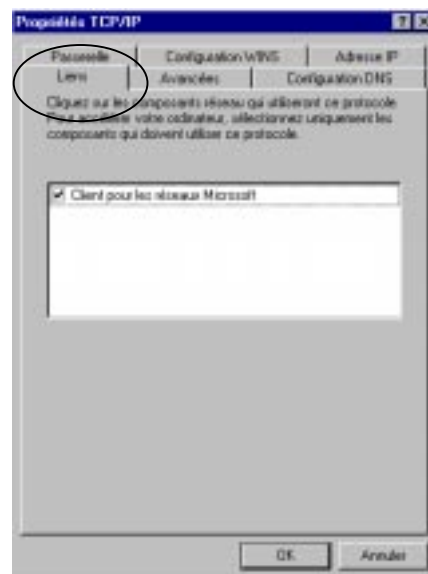 Propriétés TCP/IP
Passerelle Configuration WINS Adresse IP
Liens Avancées Configuration DNS
Cliquez sur les composants réseau qui utiliseront ce protocole.
Pour accélérer votre ordinateur, sélectionnez uniquement les
composants qui doivent utiliser ce protocole.
Client pour les réseaux Microsoft
OK Annuler